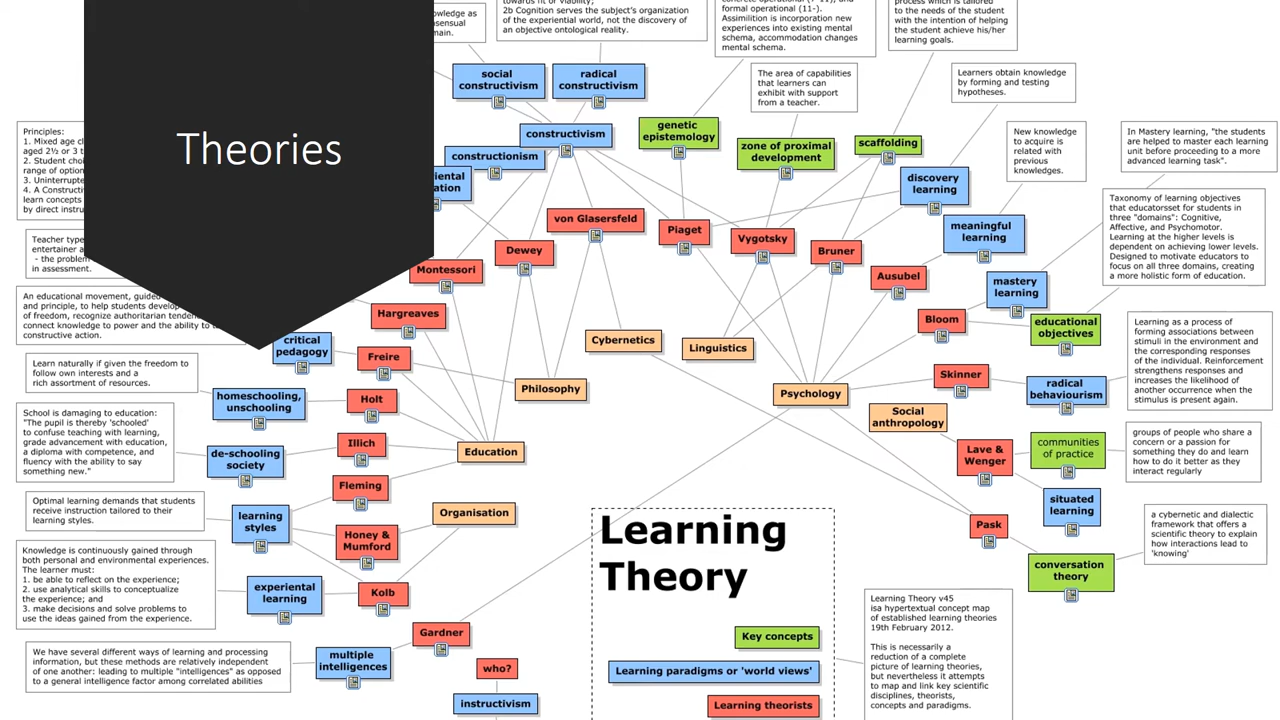 Theories
owledge as
nsensual
main.
towards fit or viability;
2b Cognition serves the subject's organization
of the experiential world, not the discovery of
an objective ontological reality.
concrete operational (7-11), and
formal operational (11-).
Assimilition is incorporation new
experiences into existing mental
schema, accommodation changes
mental schema.
process which is tailored
to the needs of the student
with the intention of helping
the student achieve his/her
learning goals.
social
constructivism
radical
constructivism
The area of capabilities
that learners can
exhibit with support
from a teacher.
Learners obtain knowledge
by forming and testing
hypotheses.
constructivism
genetic
epistemology
zone of proximal
development
scaffolding
New knowledge
to acquire is
related with
previous
knowledges.
In Mastery learning, "the students
are helped to master each learning
unit before proceeding to a more
advanced learning task".
Principles:
1. Mixed age cl
aged 2½ or 3 t
2. Student choi
range of option
3. Uninterrupte
4. A Constructiv
learn concepts
by direct instru
constructionism
iental
ation
discovery
learning
Taxonomy of learning objectives
that educatorsset for students in
three "domains": Cognitive,
Affective, and Psychomotor.
Learning at the higher levels is
dependent on achieving lower levels.
Designed to motivate educators to
focus on all three domains, creating
a more holistic form of education.
von Glasersfeld
Piaget
Vygotsky
meaningful
learning
Teacher type
entertainer a
- the problem
in assessment.
Dewey
Bruner
Montessori
Ausubel
mastery
learning
An educational movement, guided
and principle, to help students develop
of freedom, recognize authoritarian tendenc
connect knowledge to power and the ability to t
constructive action.
Hargreaves
Bloom
educational
objectives
Learning as a process of
forming associations between
stimuli in the environment and
the corresponding responses
of the individual. Reinforcement
strengthens responses and
increases the likelihood of
another occurrence when the
stimulus is present again.
critical
pedagogy
Freire
Cybernetics
Linguistics
Learn naturally if given the freedom to
follow own interests and a
rich assortment of resources.
Philosophy
Psychology
Skinner
radical
behaviourism
homeschooling,
unschooling
Holt
Social
anthropology
School is damaging to education:
"The pupil is thereby 'schooled'
to confuse teaching with learning,
grade advancement with education,
a diploma with competence, and
fluency with the ability to say
something new."
de-schooling
society
Illich
Education
Lave &
Wenger
communities
of practice
groups of people who share a
concern or a passion for
something they do and learn
how to do it better as they
interact regularly
Fleming
Optimal learning demands that students
receive instruction tailored to their
learning styles.
learning
styles
Organisation
situated
learning
Honey &
Mumford
Learning
Theory
Pask
a cybernetic and dialectic
framework that offers a
scientific theory to explain
how interactions lead to
'knowing'
Knowledge is continuously gained through
both personal and environmental experiences.
The learner must:
1. be able to reflect on the experience;
2. use analytical skills to conceptualize
the experience; and
3. make decisions and solve problems to
use the ideas gained from the experience.
experiential
learning
Kolb
conversation
theory
Gardner
Key concepts
Learning Theory v45
isa hypertextual concept map
of established learning theories
19th February 2012.
This is necessarily a
reduction of a complete
picture of learning theories,
but nevertheless it attempts
to map and link key scientific
disciplines, theorists,
concepts and paradigms.
We have several different ways of learning and processing
information, but these methods are relatively independent
of one another: leading to multiple "intelligences" as opposed
to a general intelligence factor among correlated abilities
multiple
intelligences
who?
Learning paradigms or 'world views'
instructivism
Learning theorists